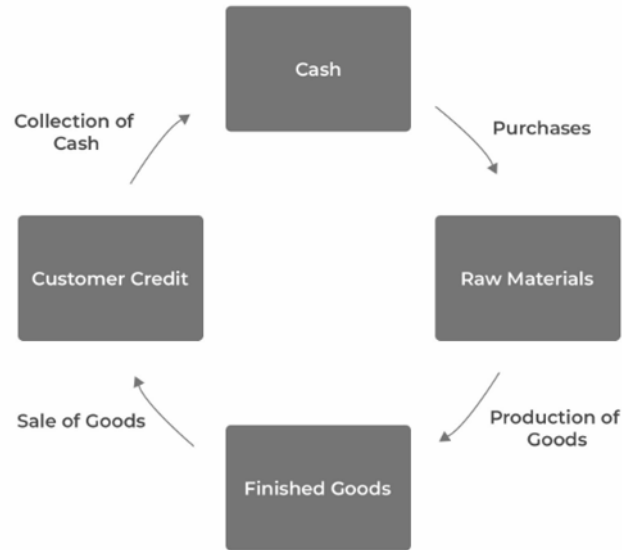 Cash
Collection of
Cash
Purchases
Customer Credit
Raw Materials
Sale of Goods
Production of
Goods
Finished Goods